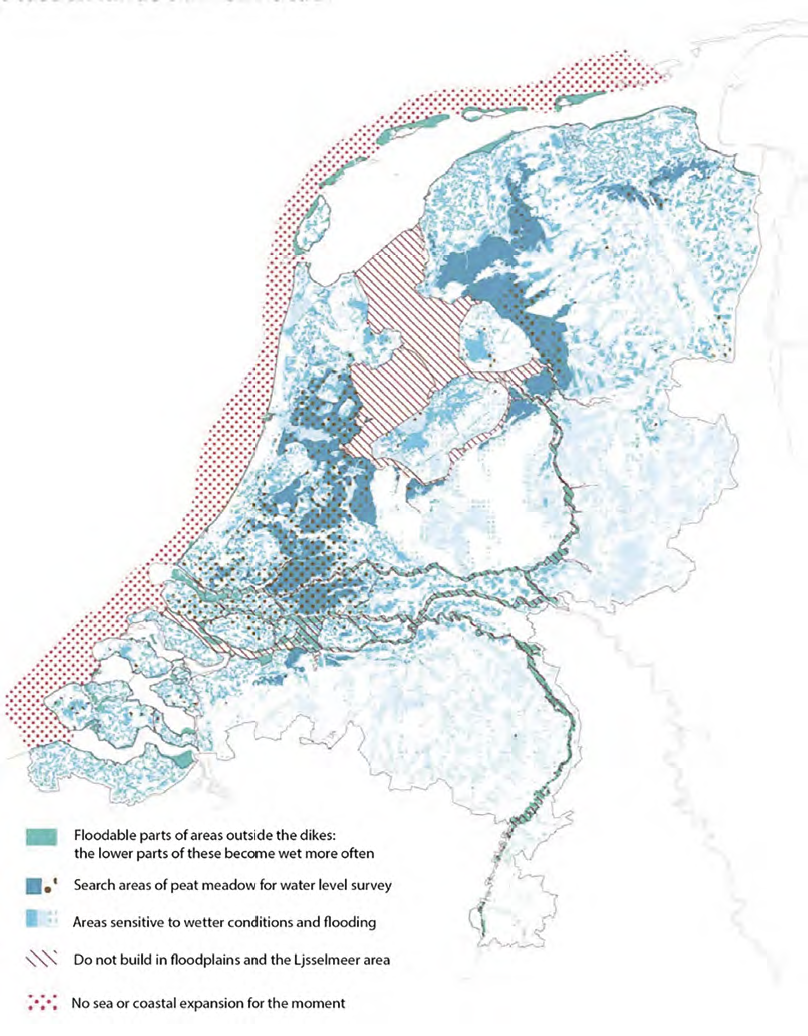 Floodable parts of areas outside the dikes:
the lower parts of these become wet more often
Search areas of peat meadow for water level survey
Areas sensitive to wetter conditions and flooding
Do not build in floodplains and the Ljsselmeer area
No sea or coastal expansion for the moment